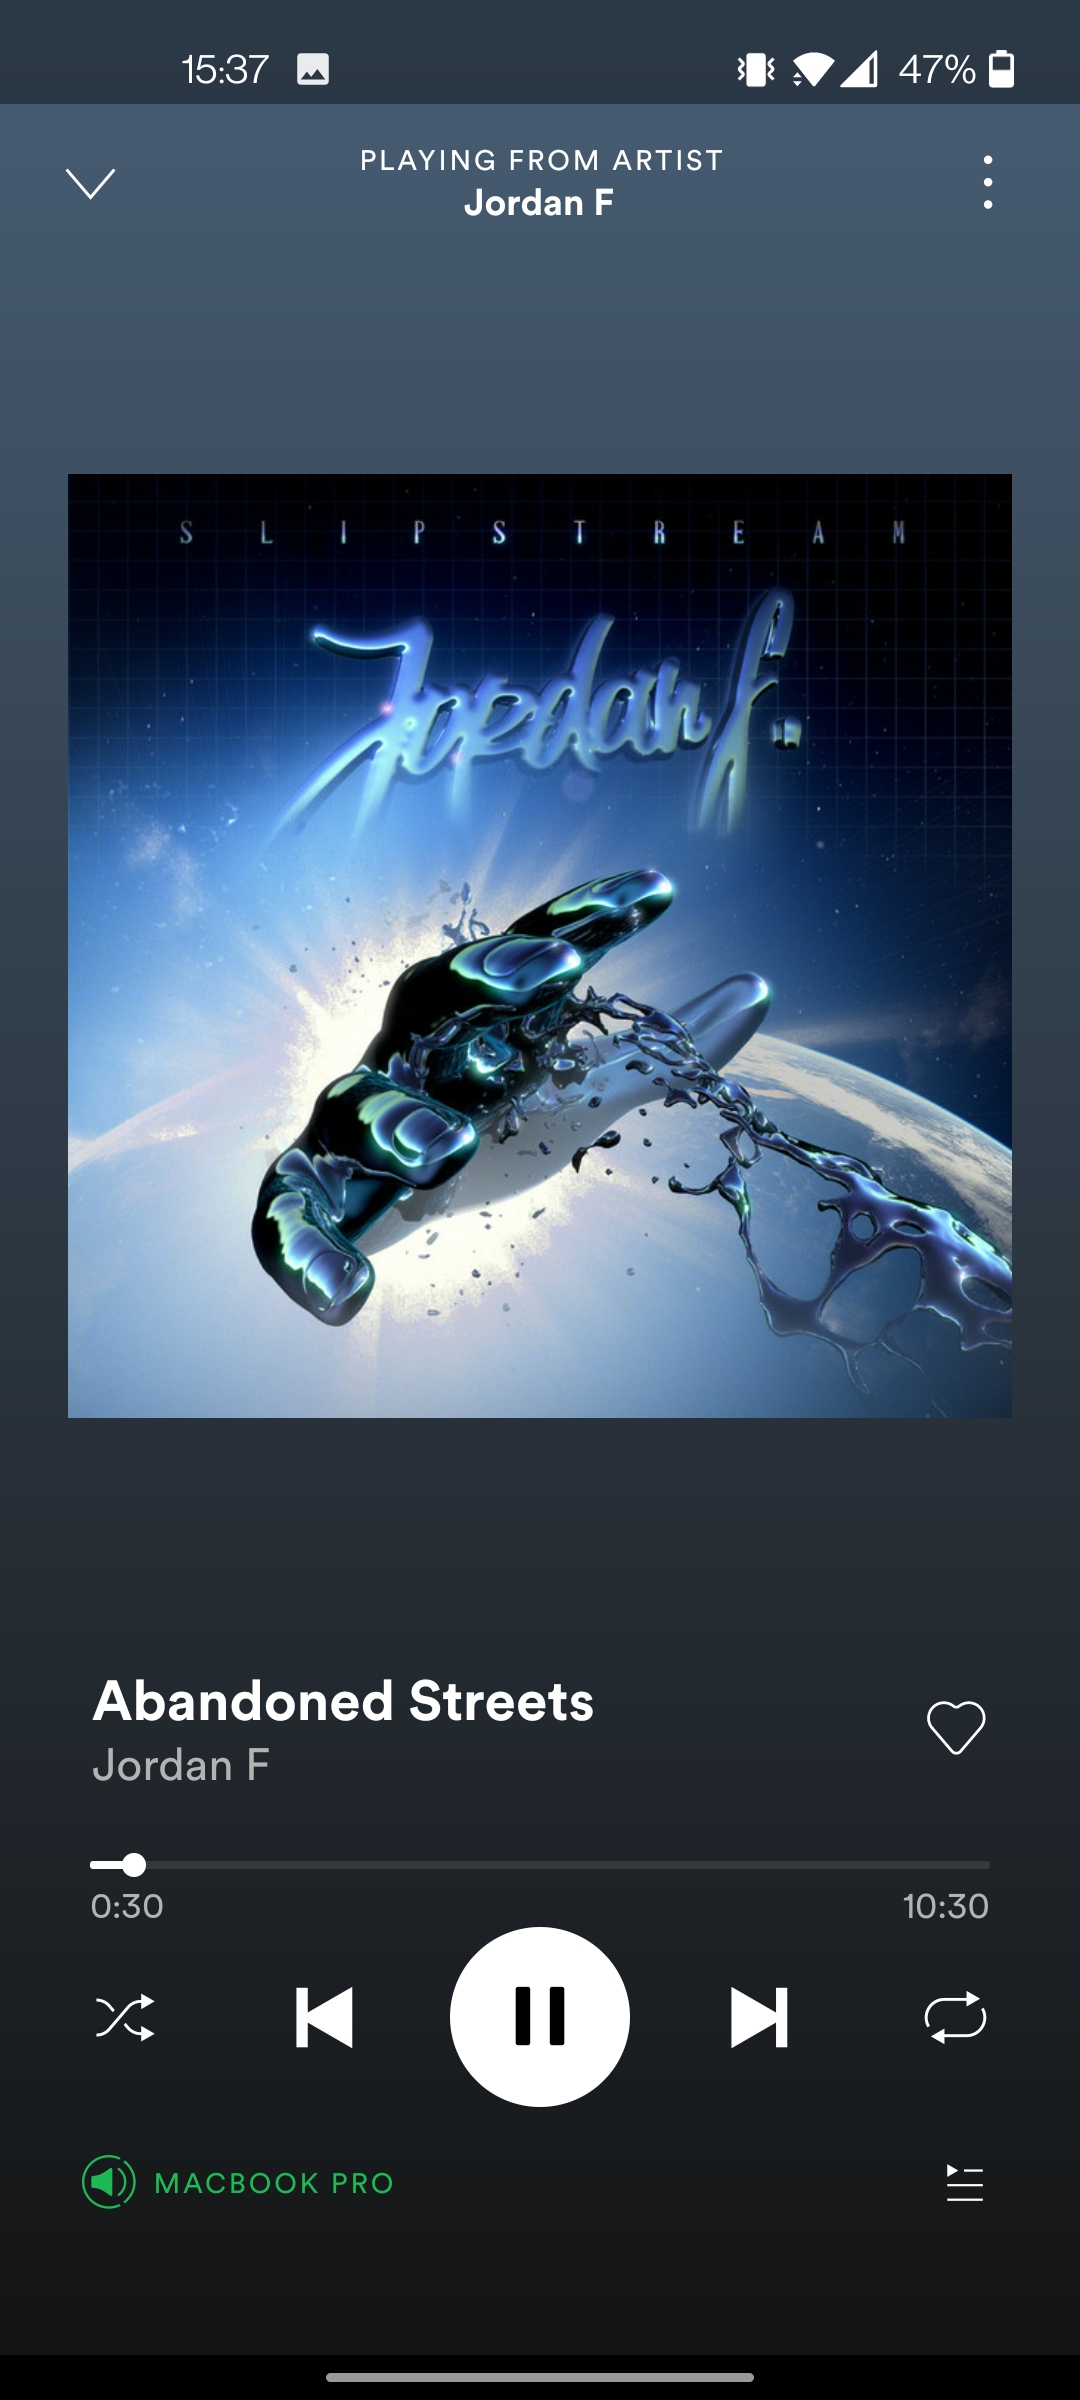 15:37 47%
PLAYING FROM ARTIST
Jordan F
S L I P S T R E A M
Jordan f.
Abandoned Streets
Jordan F
0:30 10:30
MACBOOK PRO